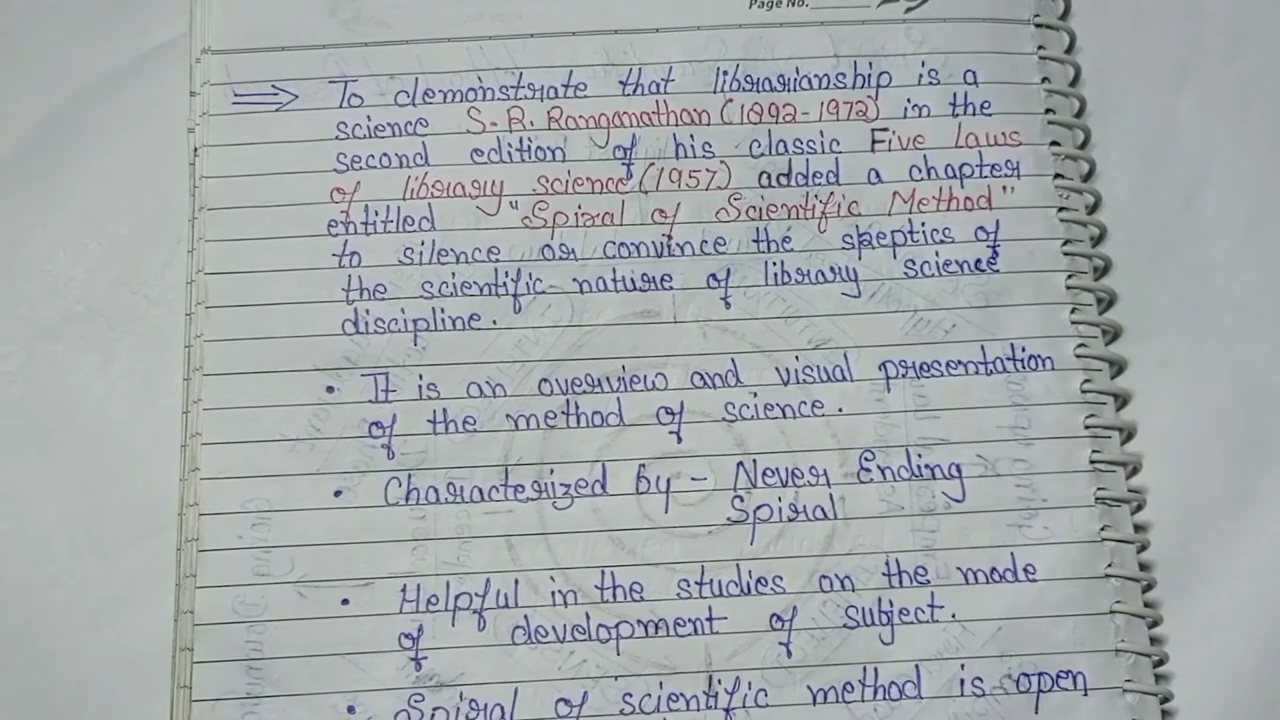 Page No.
⇒ To demonstrate that librarianship is a
science S. R. Ranganathan (1892-1972) in the
second edition of his classic Five Laws
of library science (1957) added a chapter
entitled "Spiral of Scientific Method"
to silence or convince the skeptics of
the scientific nature of library science
discipline.
• It is an overview and visual presentation
of the method of science.
• Characterized by - Never Ending
Spiral
• Helpful in the studies on the mode
of development of subject.
• Spiral of scientific method is open